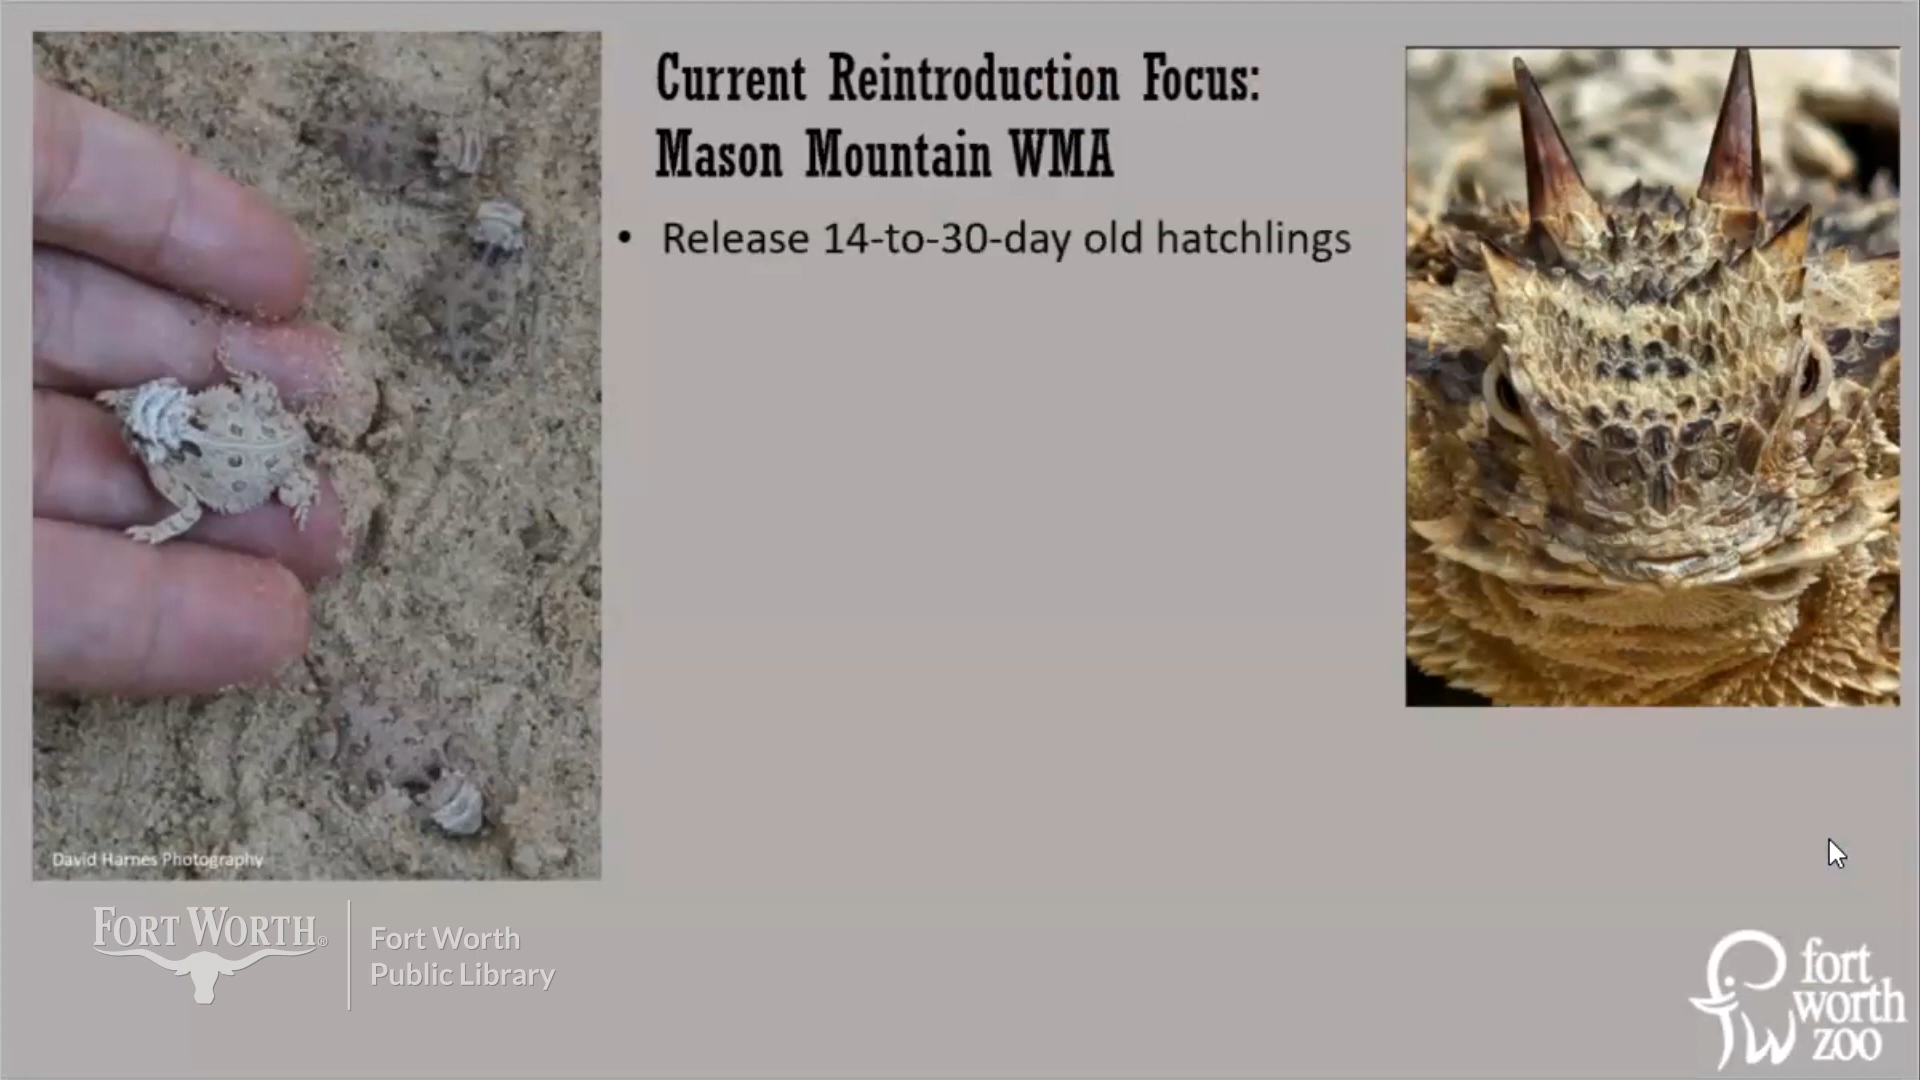 Current Reintroduction Focus:
Mason Mountain WMA
• Release 14-to-30-day old hatchlings
David Harnes Photography
FORT WORTH®
Fort Worth
Public Library
fort
worth
zoo